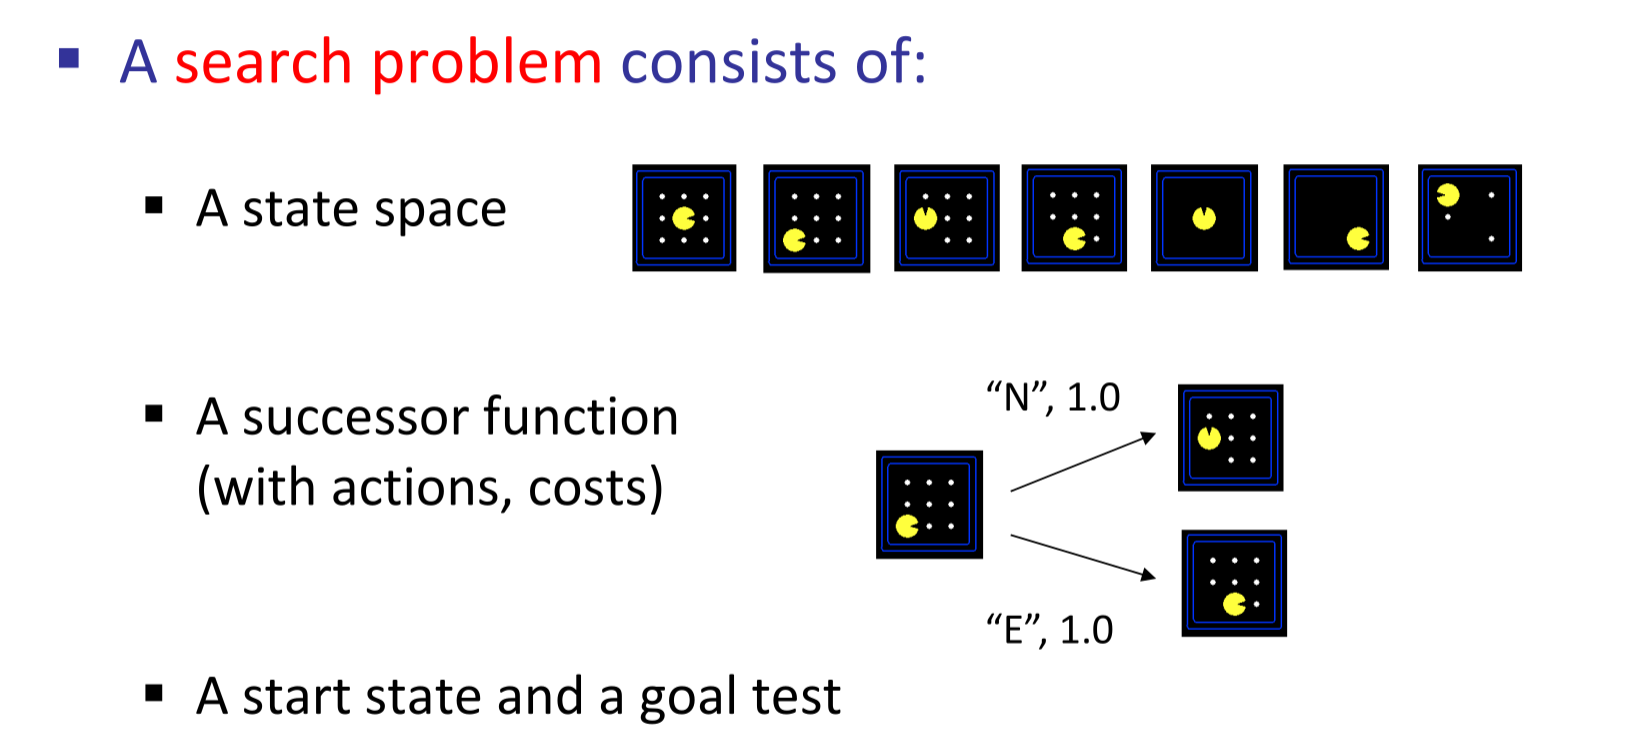 ▪ A search problem consists of:
▪ A state space
▪ A successor function
(with actions, costs)
“N”, 1.0
“E”, 1.0
▪ A start state and a goal test